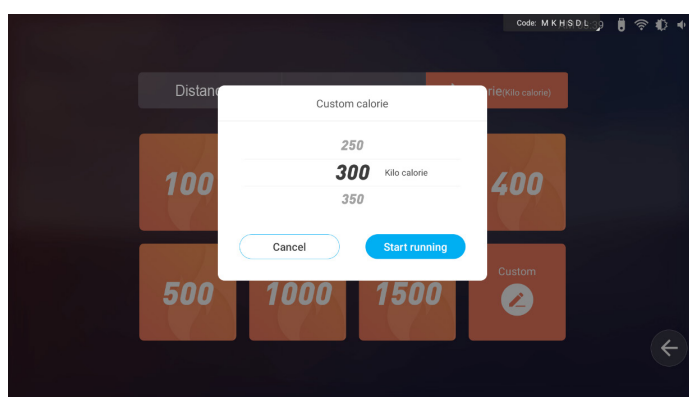 Code: M K H S D L
Distanc
rie(Kilo calorie)
Custom calorie
250
300 Kilo calorie
350
Cancel
Start running
100
400
500
1000
1500
Custom